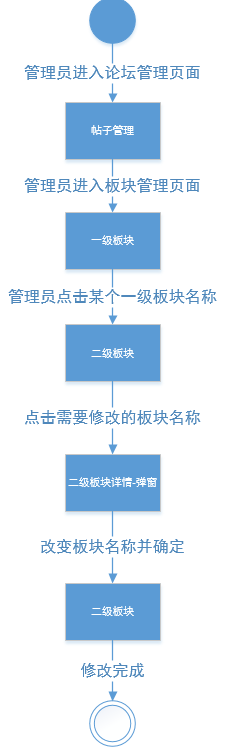 管理员进入论坛管理页面
帖子管理
管理员进入板块管理页面
一级板块
管理员点击某个一级板块名称
二级板块
点击需要修改的板块名称
二级板块详情-弹窗
改变板块名称并确定
二级板块
修改完成